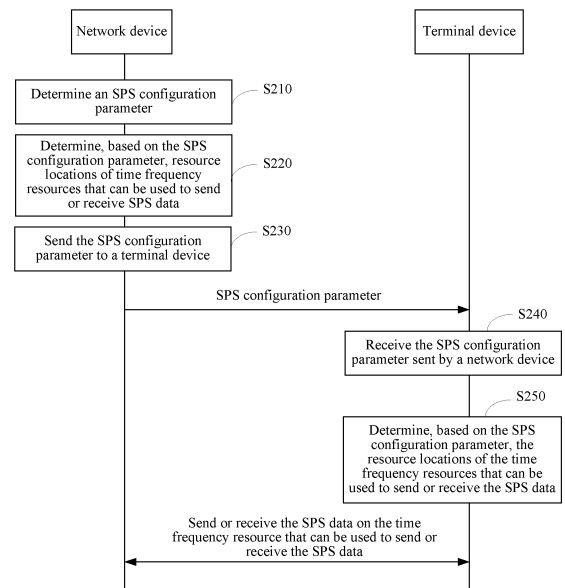 Network device
Terminal device
Determine an SPS configuration
parameter
S210
Determine, based on the SPS
configuration parameter, resource
locations of time frequency
resources that can be used to send
or receive SPS data
S220
Send the SPS configuration
parameter to a terminal device
S230
SPS configuration parameter
S240
Receive the SPS configuration
parameter sent by a network device
S250
Determine, based on the SPS
configuration parameter, the
resource locations of the time
frequency resources that can be
used to send or receive the SPS data
Send or receive the SPS data on the time
frequency resource that can be used to send or
receive the SPS data